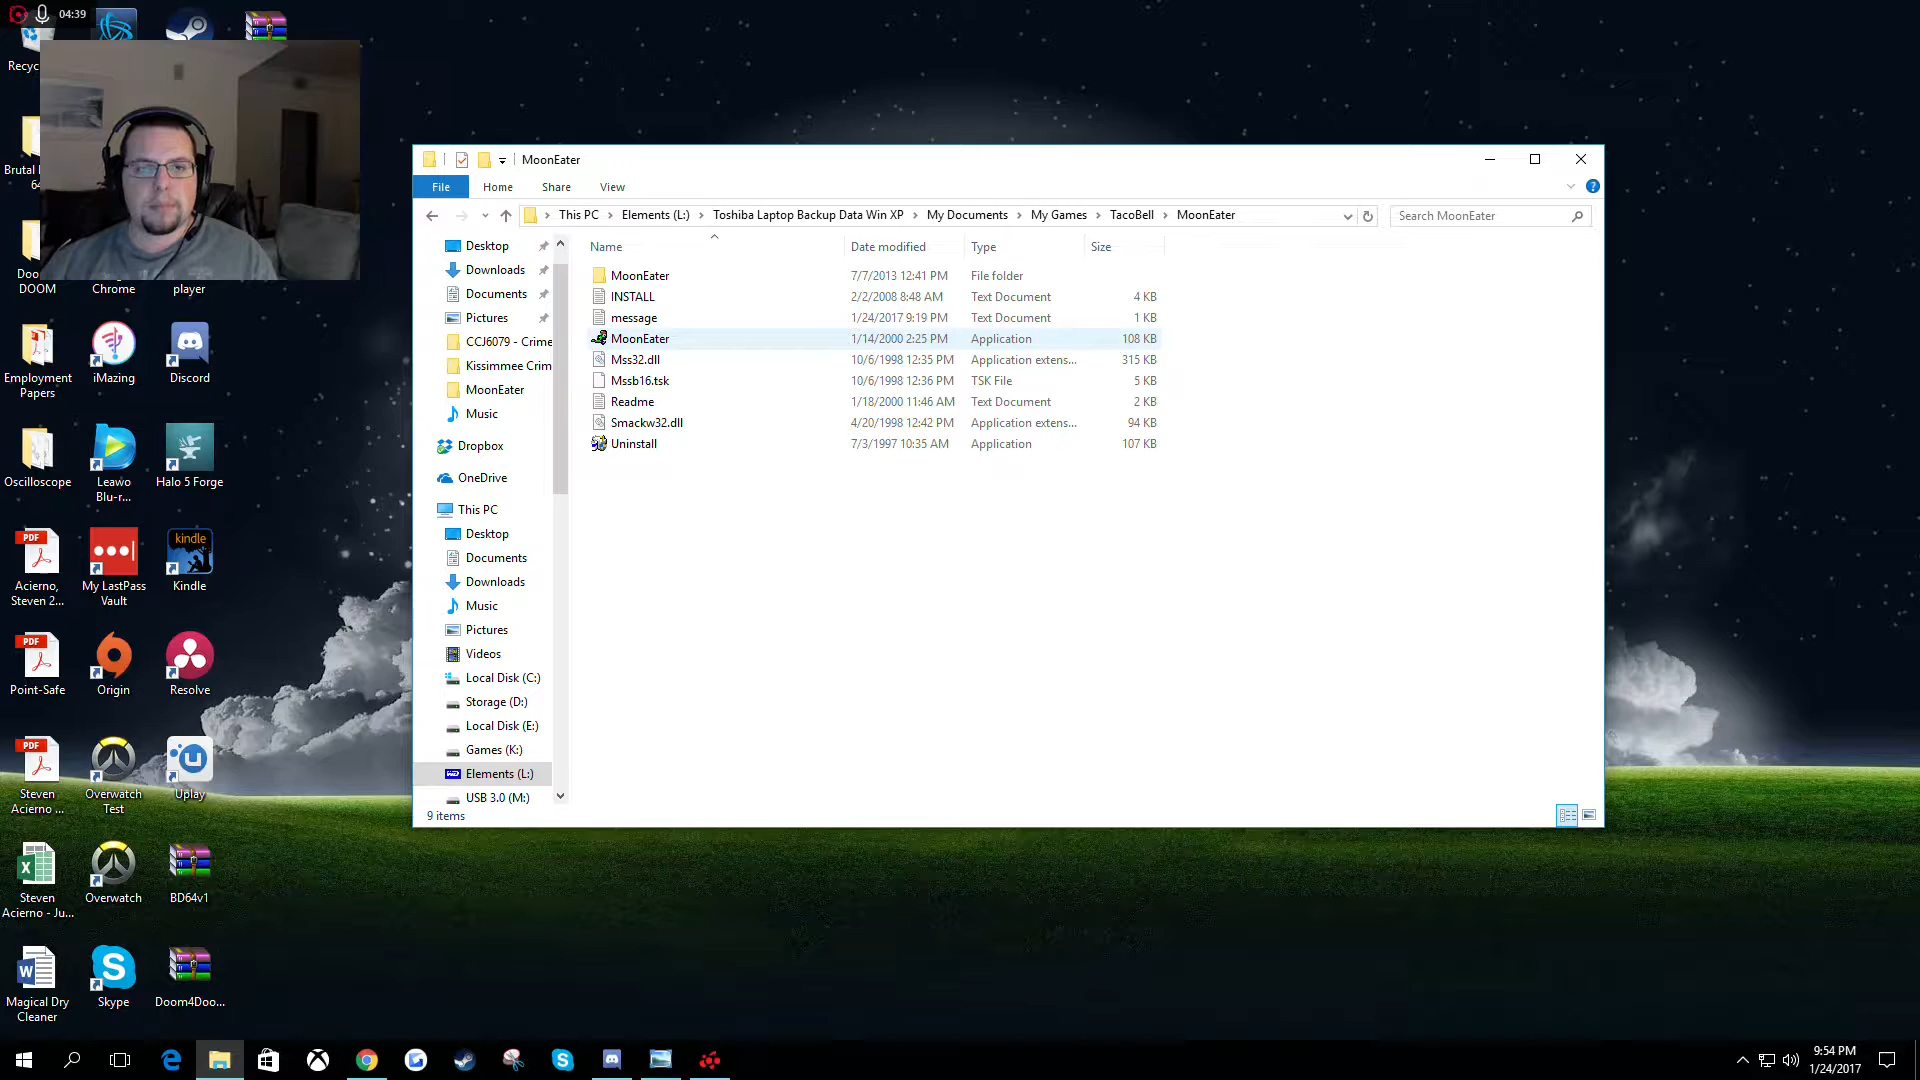 04:39
Recyc
Brutal
64
Doo
DOOM
Chrome
player
Employment
Papers
iMazing
Discord
Oscilloscope
Leawo
Blu-r...
Halo 5 Forge
PDF
Acierno,
Steven 2...
My LastPass
Vault
kindle
Kindle
PDF
Point-Safe
Origin
Resolve
PDF
Steven
Acierno ...
Overwatch
Test
Uplay
Steven
Acierno - Ju...
Overwatch
BD64v1
Magical Dry
Cleaner
Skype
Doom4Doo...
MoonEater
File Home Share View
This PC Elements (L:) Toshiba Laptop Backup Data Win XP My Documents My Games TacoBell MoonEater
Search MoonEater
Desktop
Downloads
Documents
Pictures
CCJ6079 - Crime
Kissimmee Crim
MoonEater
Music
Dropbox
OneDrive
This PC
Desktop
Documents
Downloads
Music
Pictures
Videos
Local Disk (C:)
Storage (D:)
Local Disk (E:)
Games (K:)
Elements (L:)
USB 3.0 (M:)
Name Date modified Type Size
MoonEater 7/7/2013 12:41 PM File folder
INSTALL 2/2/2008 8:48 AM Text Document 4 KB
message 1/24/2017 9:19 PM Text Document 1 KB
MoonEater 1/14/2000 2:25 PM Application 108 KB
Mss32.dll 10/6/1998 12:35 PM Application extens... 315 KB
Mssb16.tsk 10/6/1998 12:36 PM TSK File 5 KB
Readme 1/18/2000 11:46 AM Text Document 2 KB
Smackw32.dll 4/20/1998 12:42 PM Application extens... 94 KB
Uninstall 7/3/1997 10:35 AM Application 107 KB
9 items
9:54 PM
1/24/2017